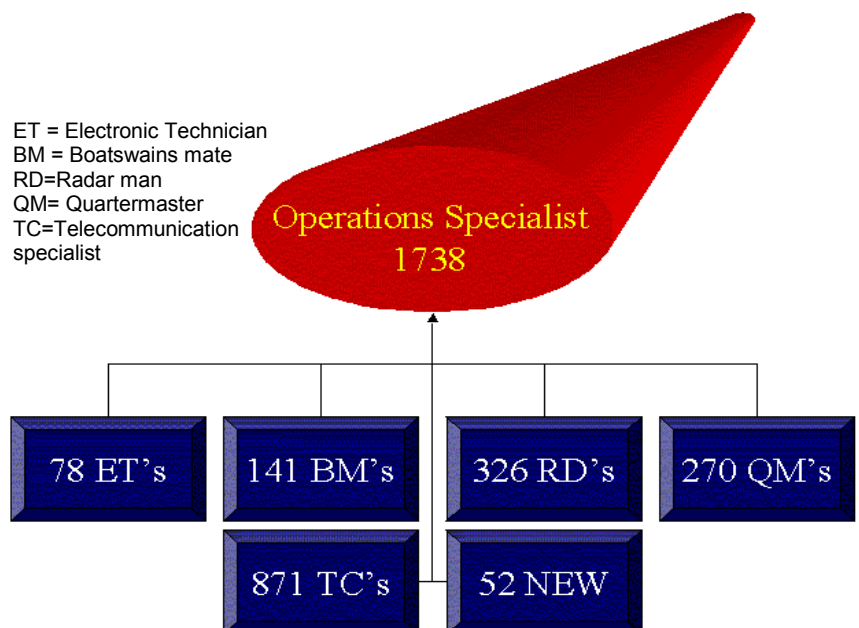 ET = Electronic Technician
BM = Boatswains mate
RD=Radar man
QM= Quartermaster
TC=Telecommunication
specialist
Operations Specialist
1738
78 ET's
141 BM's
326 RD's
270 QM's
871 TC's
52 NEW